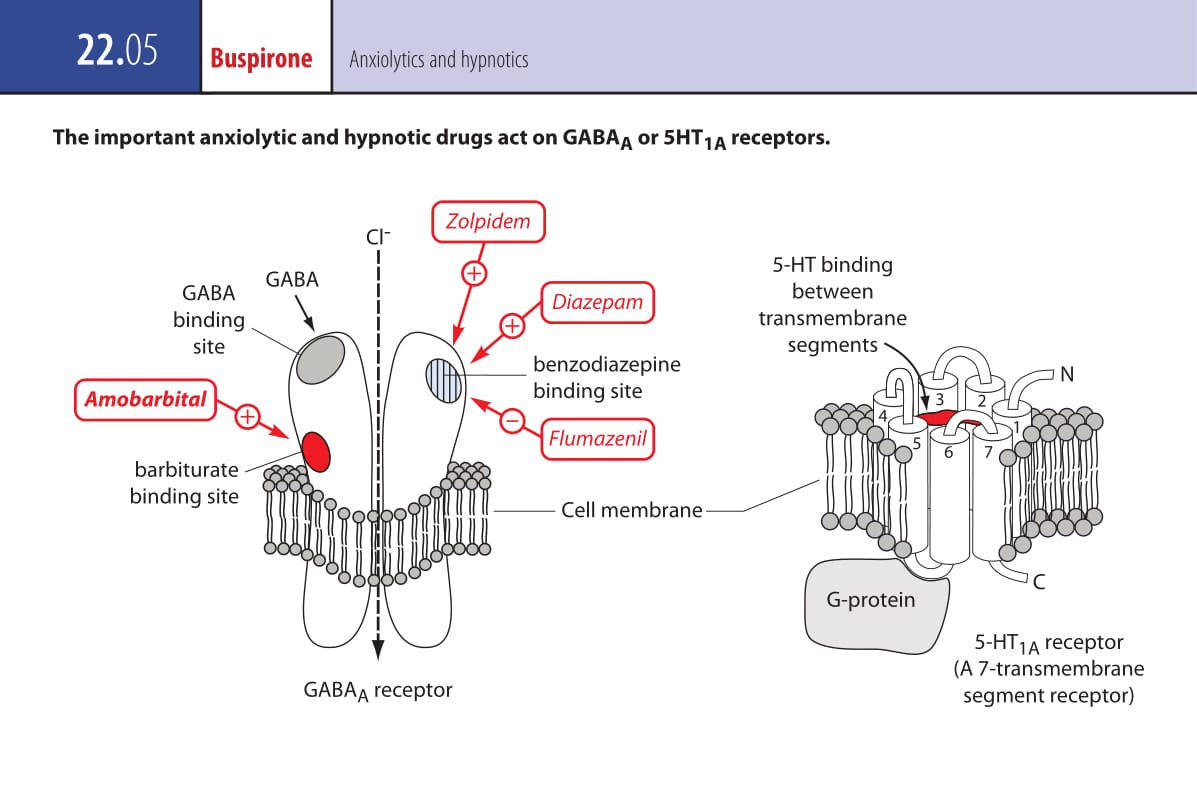 22.05
Buspirone
Anxiolytics and hypnotics
The important anxiolytic and hypnotic drugs act on GABAA or 5HT1A receptors.
Zolpidem
Cl-
+
GABA
GABA
binding
site
Diazepam
+
benzodiazepine
binding site
Amobarbital
+
−
Flumazenil
barbiturate
binding site
Cell membrane
GABAA receptor
5-HT binding
between
transmembrane
segments
N
3
2
4
1
5
6
7
C
G-protein
5-HT1A receptor
(A 7-transmembrane
segment receptor)